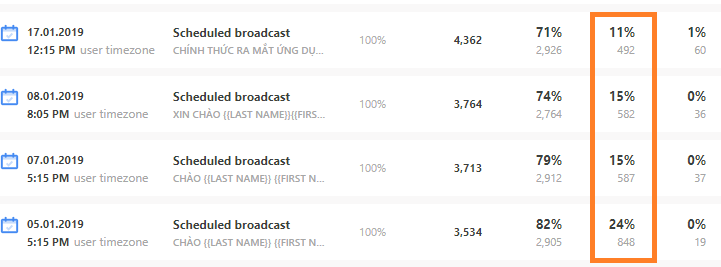 17.01.2019 Scheduled broadcast 100% 4,362 71% 11% 1%
12:15 PM user timezone CHÍNH THỨC RA MẮT ỨNG DỤ... 2,926 492 60
08.01.2019 Scheduled broadcast 100% 3,764 74% 15% 0%
8:05 PM user timezone XIN CHÀO {{LAST NAME}}{{FIRS... 2,764 582 36
07.01.2019 Scheduled broadcast 100% 3,713 79% 15% 0%
5:15 PM user timezone CHÀO {{LAST NAME}} {{FIRST N... 2,912 587 37
05.01.2019 Scheduled broadcast 100% 3,534 82% 24% 0%
5:15 PM user timezone CHÀO {{LAST NAME}} {{FIRST N... 2,905 848 19